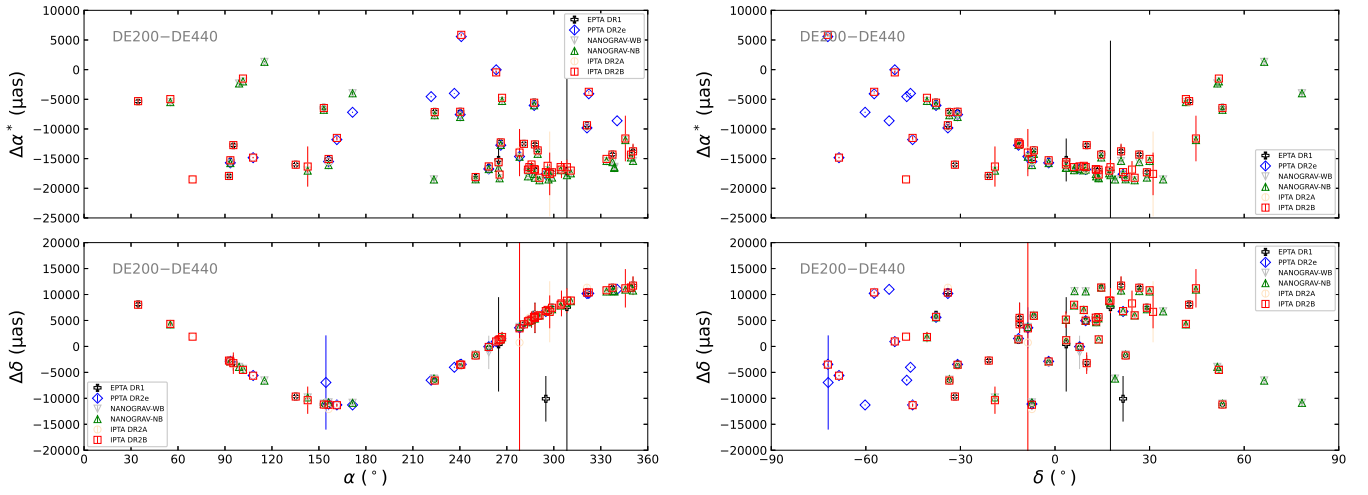 10000
5000
0
−5000
−10000
−15000
−20000
−25000
Δα* (μas)
DE200−DE440
EPTA DR1
PPTA DR2e
NANOGRAV-WB
NANOGRAV-NB
IPTA DR2A
IPTA DR2B
20000
15000
10000
5000
0
−5000
−10000
−15000
−20000
Δδ (μas)
DE200−DE440
EPTA DR1
PPTA DR2e
NANOGRAV-WB
NANOGRAV-NB
IPTA DR2A
IPTA DR2B
0 30 60 90 120 150 180 210 240 270 300 330 360
α (°)
10000
5000
0
−5000
−10000
−15000
−20000
−25000
Δα* (μas)
DE200−DE440
EPTA DR1
PPTA DR2e
NANOGRAV-WB
NANOGRAV-NB
IPTA DR2A
IPTA DR2B
20000
15000
10000
5000
0
−5000
−10000
−15000
−20000
Δδ (μas)
DE200−DE440
EPTA DR1
PPTA DR2e
NANOGRAV-WB
NANOGRAV-NB
IPTA DR2A
IPTA DR2B
−90 −60 −30 0 30 60 90
δ (°)